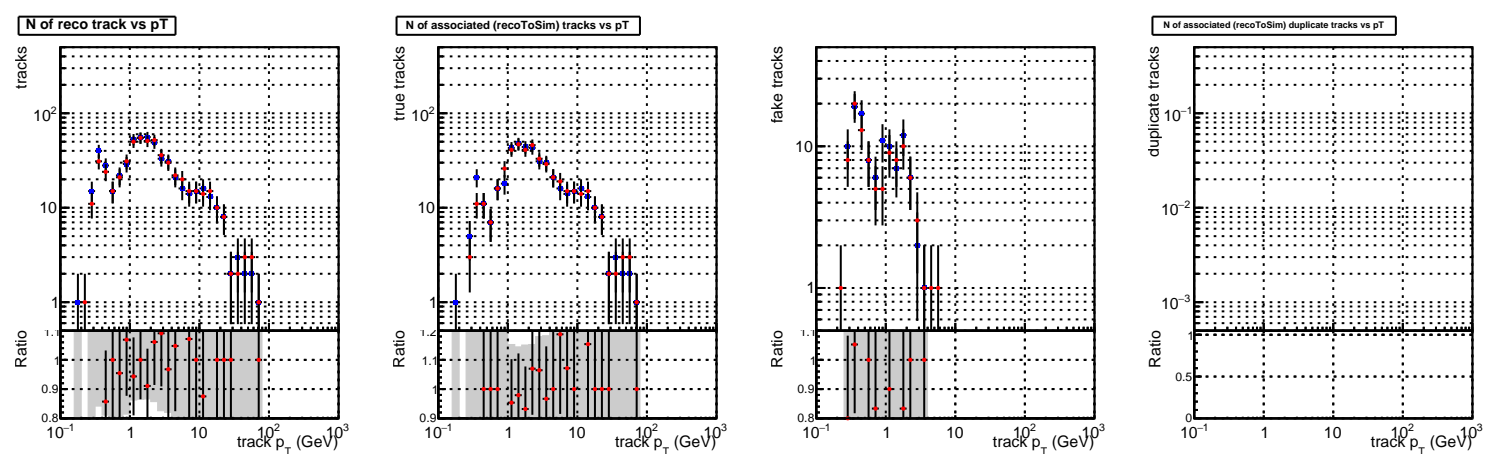 N of reco track vs pT
tracks
10²
10
1
Ratio
1.1
1
0.9
0.8
10⁻¹ 1 10 10² 10³
track p_T (GeV)
N of associated (recoToSim) tracks vs pT
true tracks
10²
10
1
Ratio
1.2
1.1
1
0.9
10⁻¹ 1 10 10² 10³
track p_T (GeV)
fake tracks
10
1
Ratio
1.1
1
0.9
0.8
10⁻¹ 1 10 10² 10³
track p_T (GeV)
N of associated (recoToSim) duplicate tracks vs pT
duplicate tracks
10⁻¹
10⁻²
10⁻³
Ratio
1
0.5
0
10⁻¹ 1 10 10² 10³
track p_T (GeV)